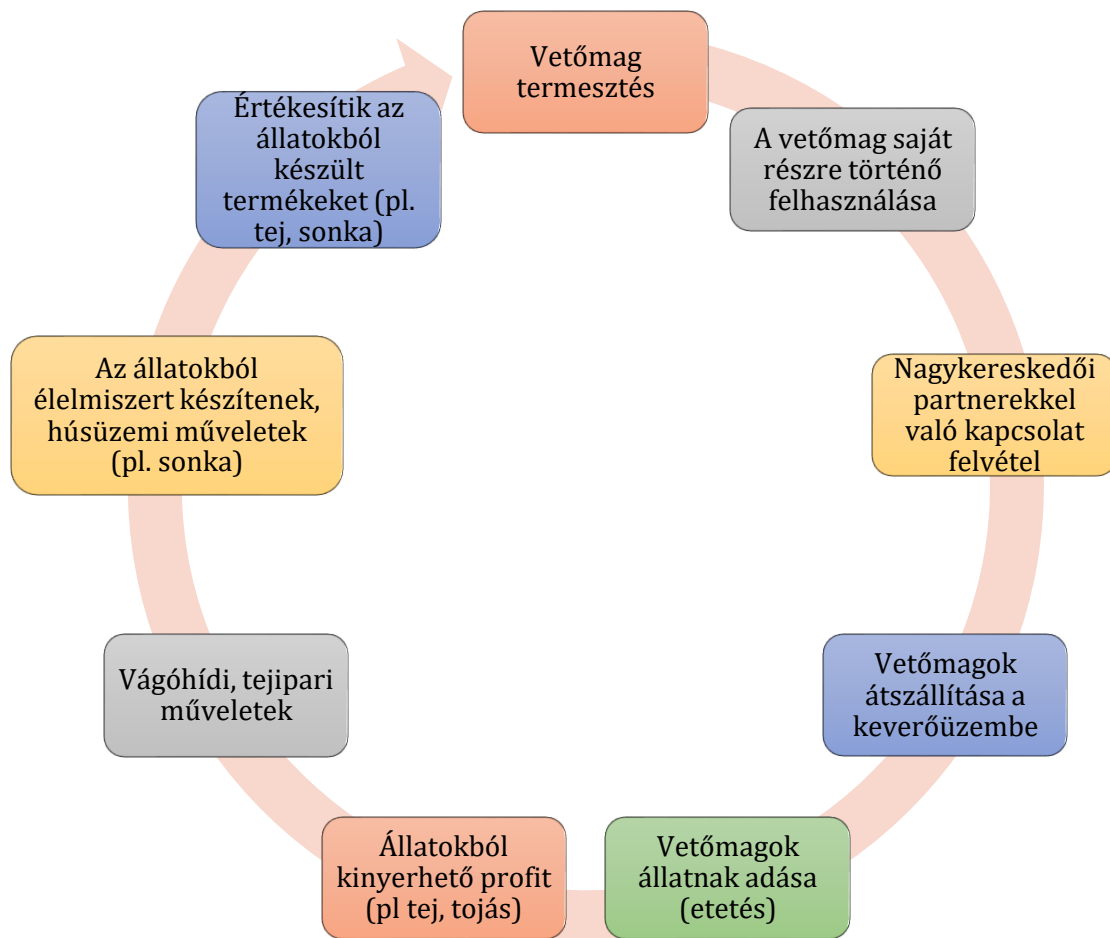 Vetőmag
termesztés
A vetőmag saját
részre történő
felhasználása
Nagykereskedői
partnerekkel
való kapcsolat
felvétel
Vetőmagok
átszállítása a
keverőüzembe
Vetőmagok
állatnak adása
(etetés)
Állatokból
kinyerhető profit
(pl tej, tojás)
Vágóhídi, tejipari
műveletek
Az állatokból
élelmiszert készítenek,
húsüzemi műveletek
(pl. sonka)
Értékesítik az
állatokból
készült
termékeket (pl.
tej, sonka)